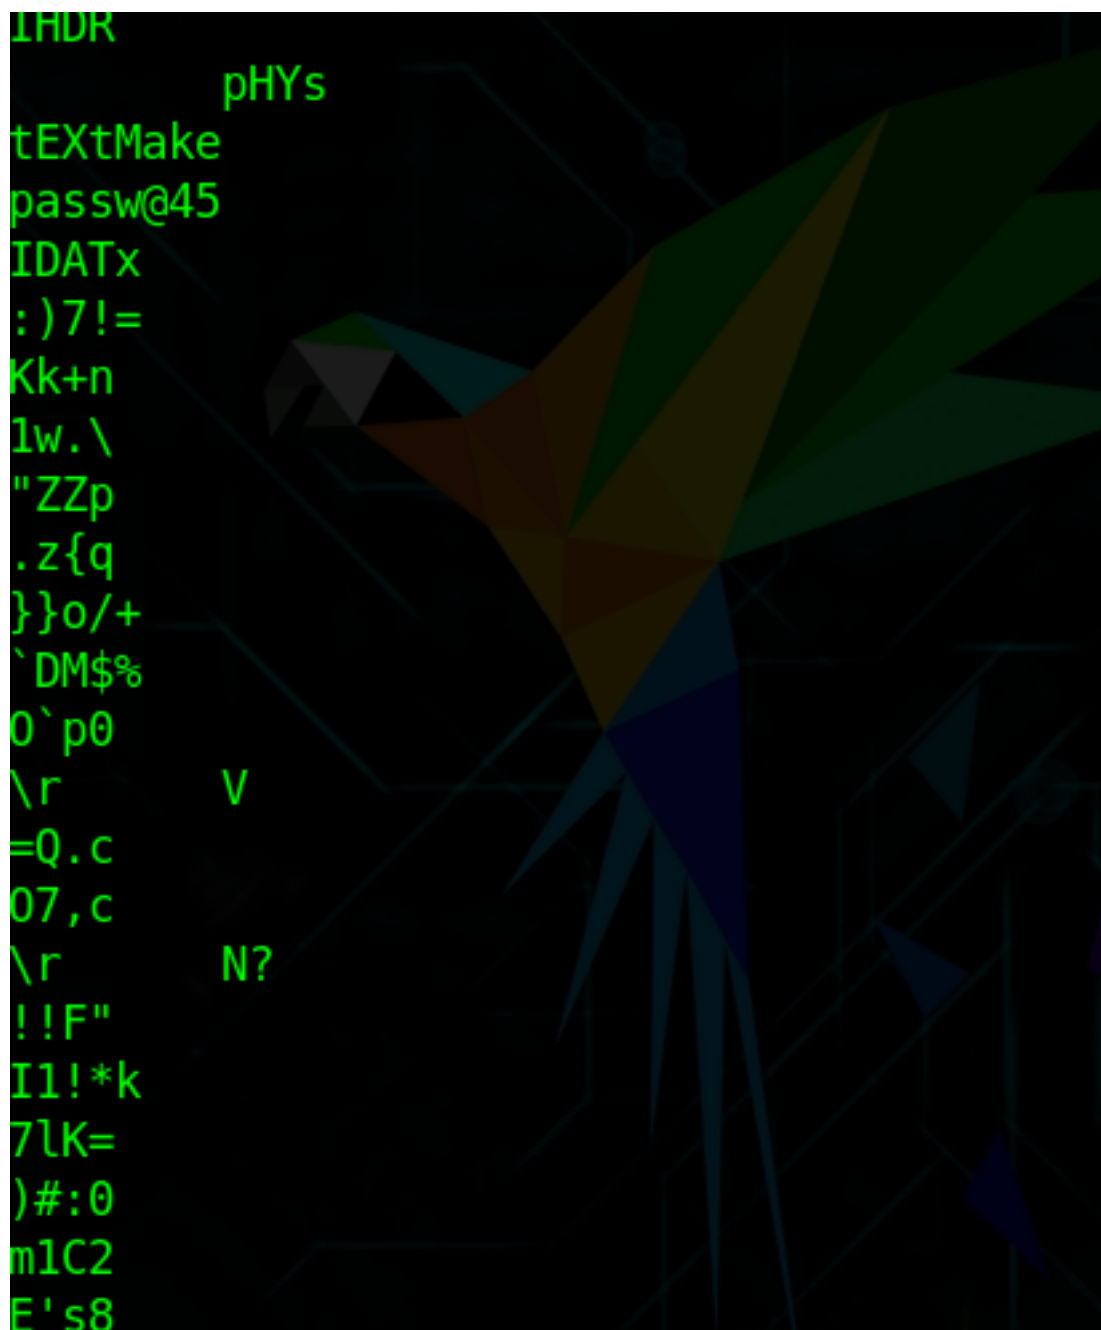 IHDR
pHYs
tEXtMake
passw@45
IDATx
:)7!=
Kk+n
1w.\
"ZZp
.z{q
}}o/+
`DM$%
O`p0
\r V
=Q.c
O7,c
\r N?
!!F"
I1!*k
7lK=
)#:0
m1C2
E's8